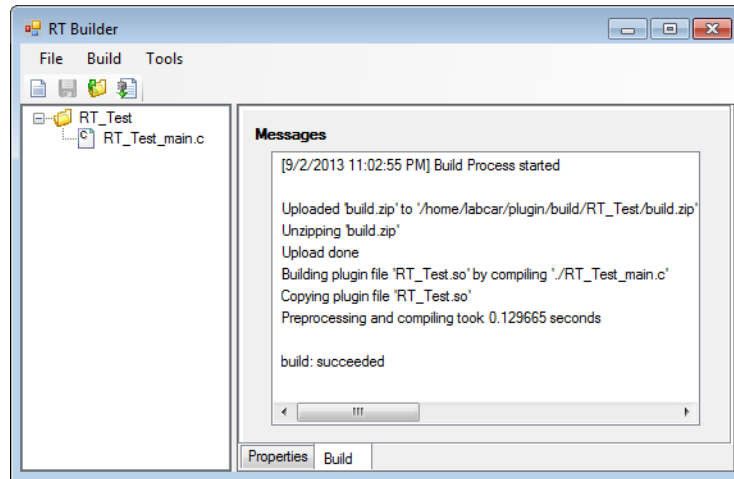 RT Builder
File Build Tools
RT_Test
RT_Test_main.c
Messages
[9/2/2013 11:02:55 PM] Build Process started
Uploaded 'build.zip' to '/home/labcar/plugin/build/RT_Test/build.zip'
Unzipping 'build.zip'
Upload done
Building plugin file 'RT_Test.so' by compiling './RT_Test_main.c'
Copying plugin file 'RT_Test.so'
Preprocessing and compiling took 0.129665 seconds
build: succeeded
Properties Build